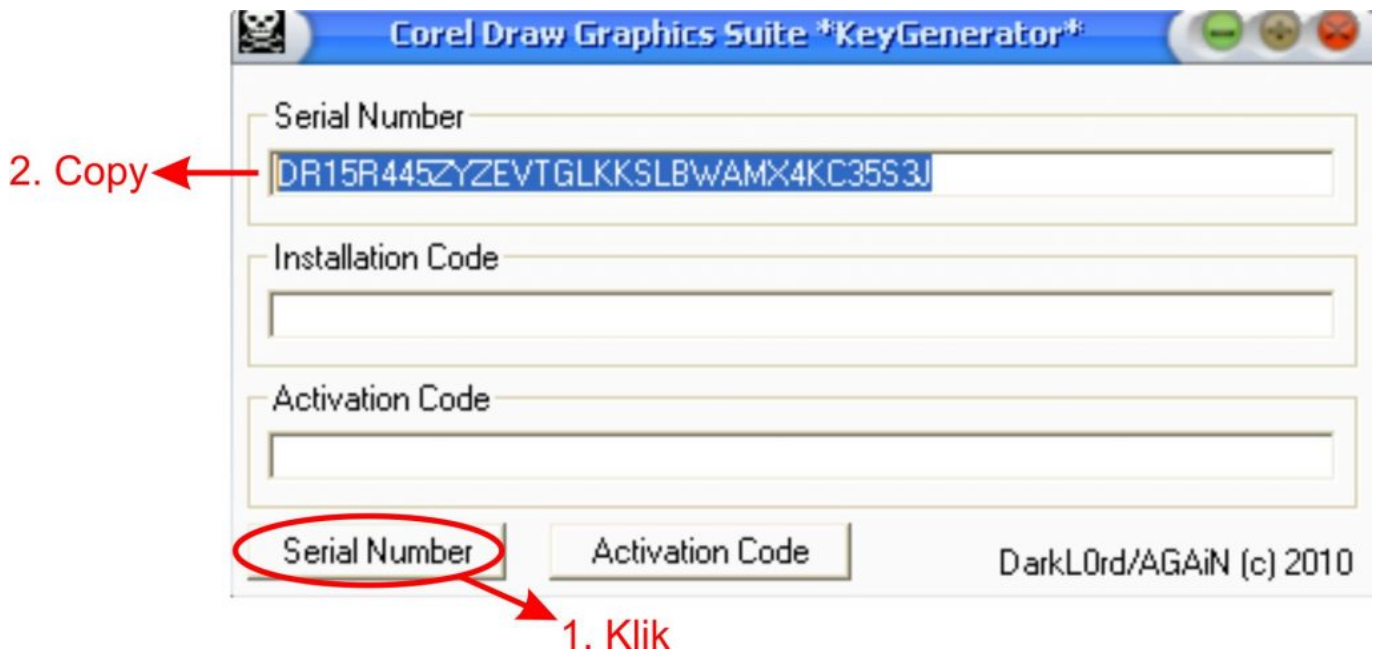 Corel Draw Graphics Suite *KeyGenerator*
Serial Number
2. Copy
DR15R445ZYZEVTGLKKSLBWAMX4KC35S3J
Installation Code
Activation Code
Serial Number
Activation Code
DarkL0rd/AGAiN (c) 2010
1. Klik